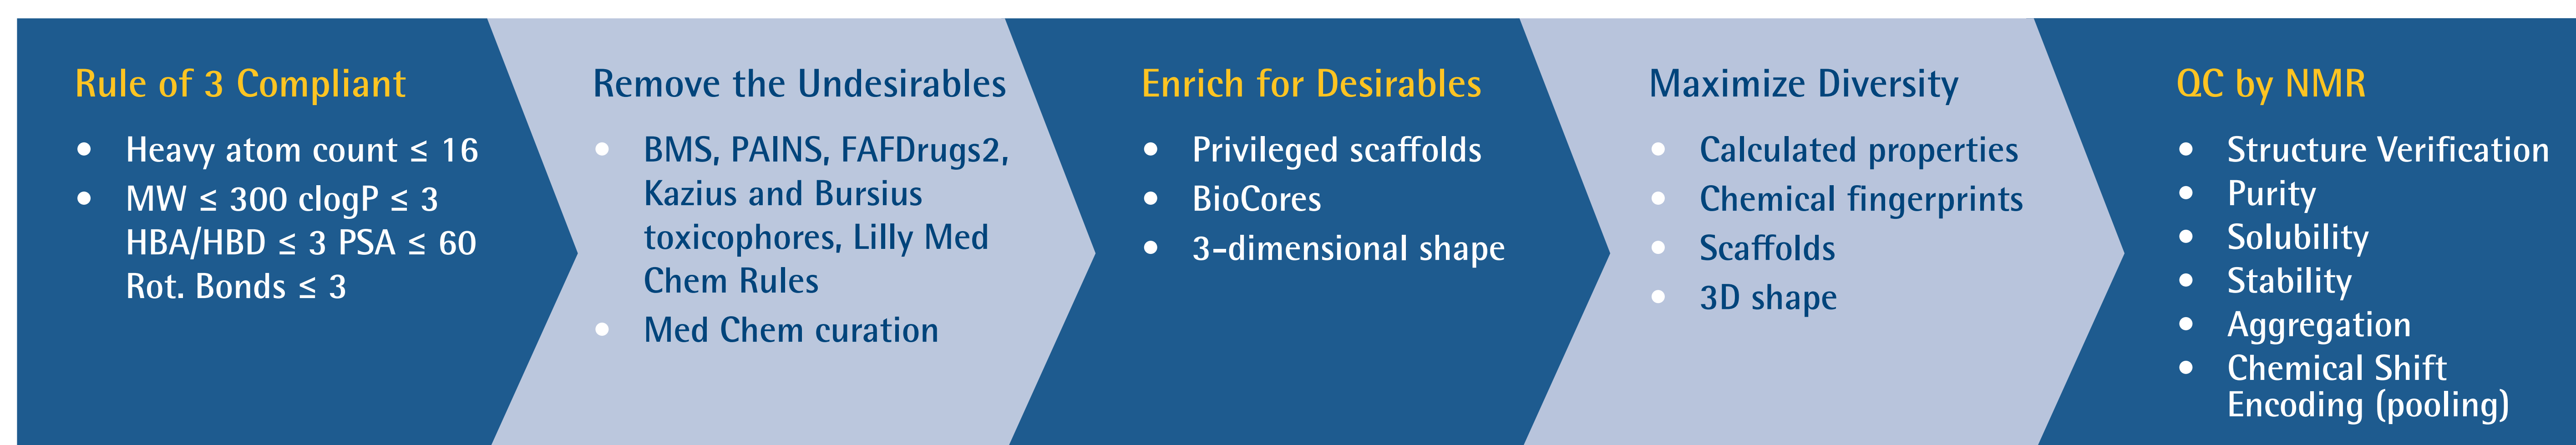 Rule of 3 Compliant
• Heavy atom count ≤ 16
• MW ≤ 300 clogP ≤ 3
HBA/HBD ≤ 3 PSA ≤ 60
Rot. Bonds ≤ 3
Remove the Undesirables
• BMS, PAINS, FAFDrugs2,
Kazius and Bursius
toxicophores, Lilly Med
Chem Rules
• Med Chem curation
Enrich for Desirables
• Privileged scaffolds
• BioCores
• 3-dimensional shape
Maximize Diversity
• Calculated properties
• Chemical fingerprints
• Scaffolds
• 3D shape
QC by NMR
• Structure Verification
• Purity
• Solubility
• Stability
• Aggregation
• Chemical Shift
Encoding (pooling)